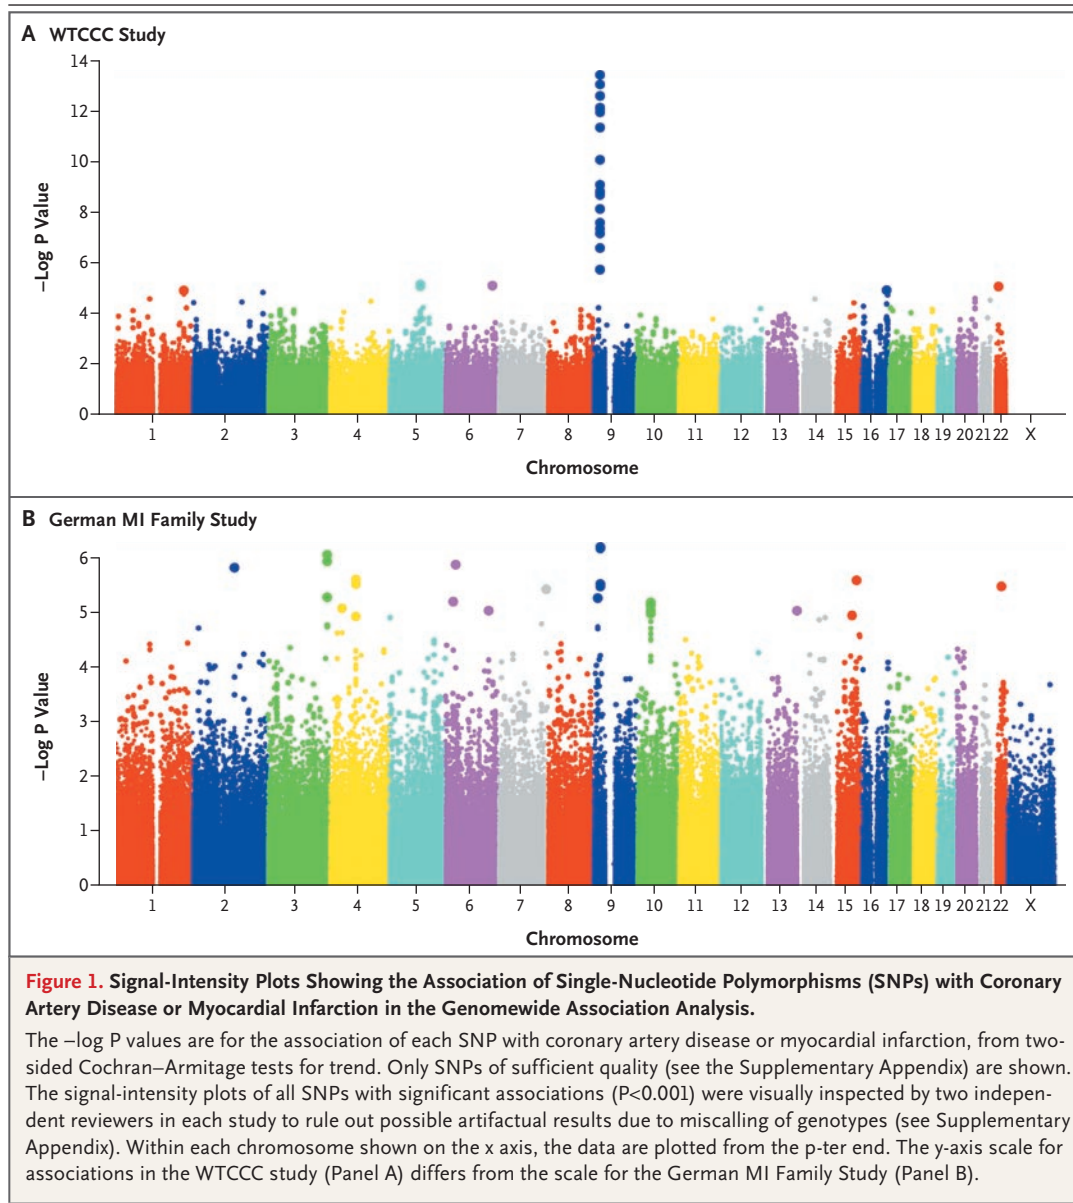 A WTCCC Study
14
12
10
8
6
4
2
0
–Log P Value
1 2 3 4 5 6 7 8 9 10 11 12 13 14 15 16 17 18 19 20 21 22 X
Chromosome
B German MI Family Study
6
5
4
3
2
1
0
–Log P Value
1 2 3 4 5 6 7 8 9 10 11 12 13 14 15 16 17 18 19 20 21 22 X
Chromosome
Figure 1. Signal-Intensity Plots Showing the Association of Single-Nucleotide Polymorphisms (SNPs) with Coronary
Artery Disease or Myocardial Infarction in the Genomewide Association Analysis.
The –log P values are for the association of each SNP with coronary artery disease or myocardial infarction, from two-
sided Cochran–Armitage tests for trend. Only SNPs of sufficient quality (see the Supplementary Appendix) are shown.
The signal-intensity plots of all SNPs with significant associations (P<0.001) were visually inspected by two indepen-
dent reviewers in each study to rule out possible artifactual results due to miscalling of genotypes (see Supplementary
Appendix). Within each chromosome shown on the x axis, the data are plotted from the p-ter end. The y-axis scale for
associations in the WTCCC study (Panel A) differs from the scale for the German MI Family Study (Panel B).